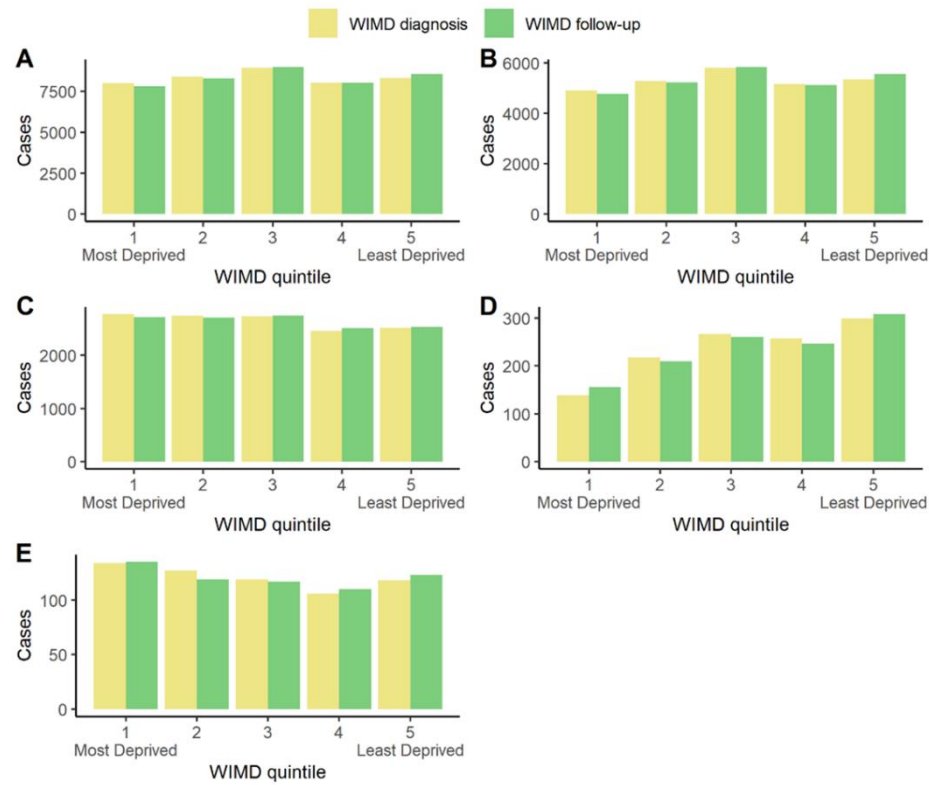 WIMD diagnosis WIMD follow-up
A
Cases
7500
5000
2500
0
1 2 3 4 5
Most Deprived Least Deprived
WIMD quintile
B
Cases
6000
4000
2000
0
1 2 3 4 5
Most Deprived Least Deprived
WIMD quintile
C
Cases
2000
1000
0
1 2 3 4 5
Most Deprived Least Deprived
WIMD quintile
D
Cases
300
200
100
0
1 2 3 4 5
Most Deprived Least Deprived
WIMD quintile
E
Cases
100
50
0
1 2 3 4 5
Most Deprived Least Deprived
WIMD quintile